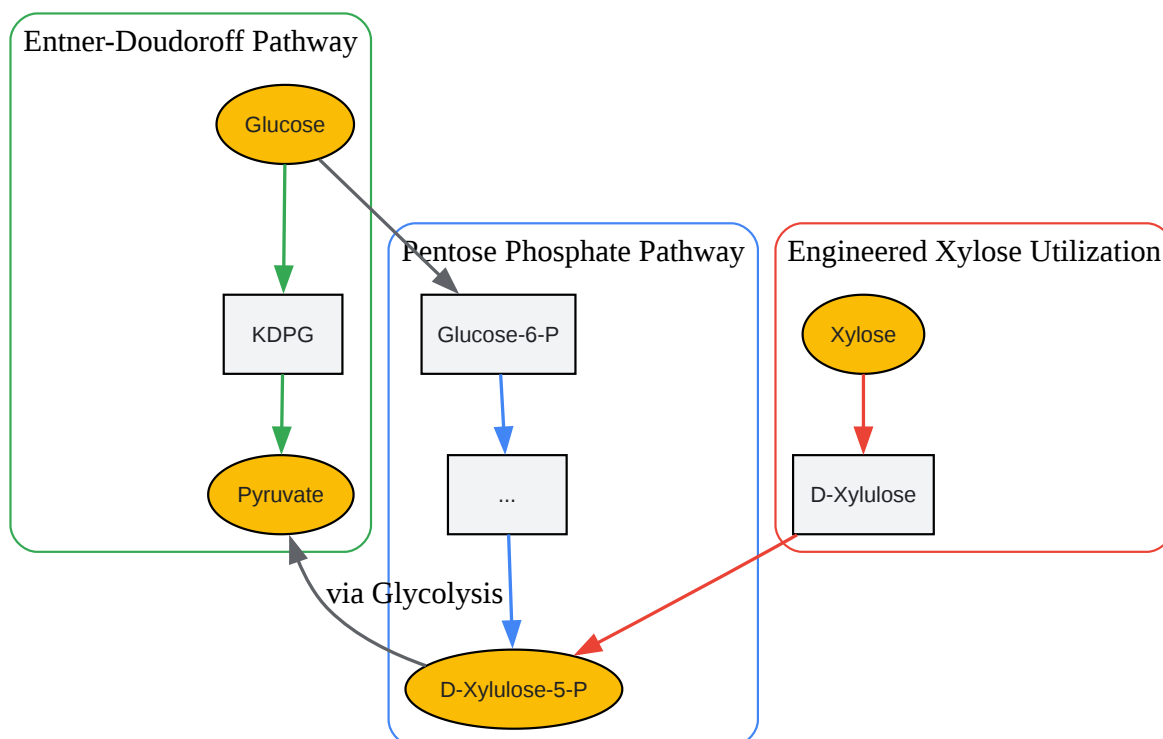 Entner-Doudoroff Pathway
Glucose
Pentose Phosphate Pathway
Engineered Xylose Utilization
KDPG
Glucose-6-P
Xylose
Pyruvate
...
D-Xylulose
via Glycolysis
D-Xylulose-5-P